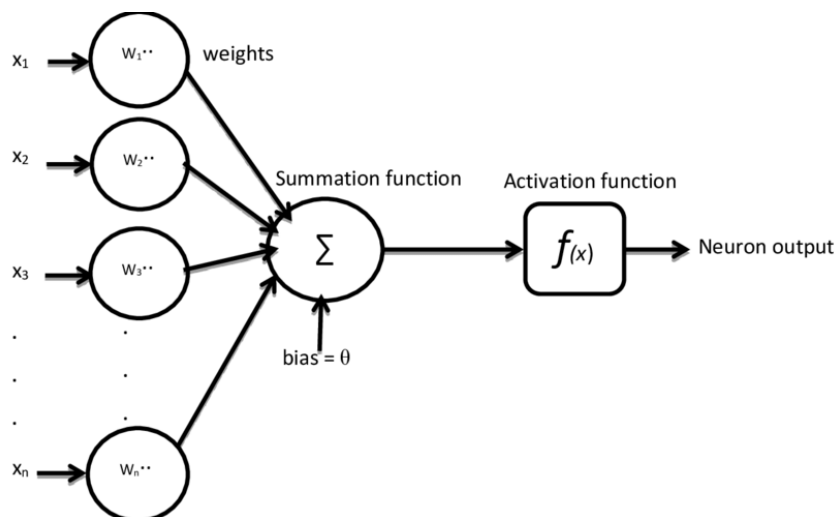 x₁
W₁..
weights
x₂
W₂..
Summation function
Activation function
x₃
W₃..
Σ
f(x)
Neuron output
bias = θ
. .
. .
. .
xₙ
Wₙ..